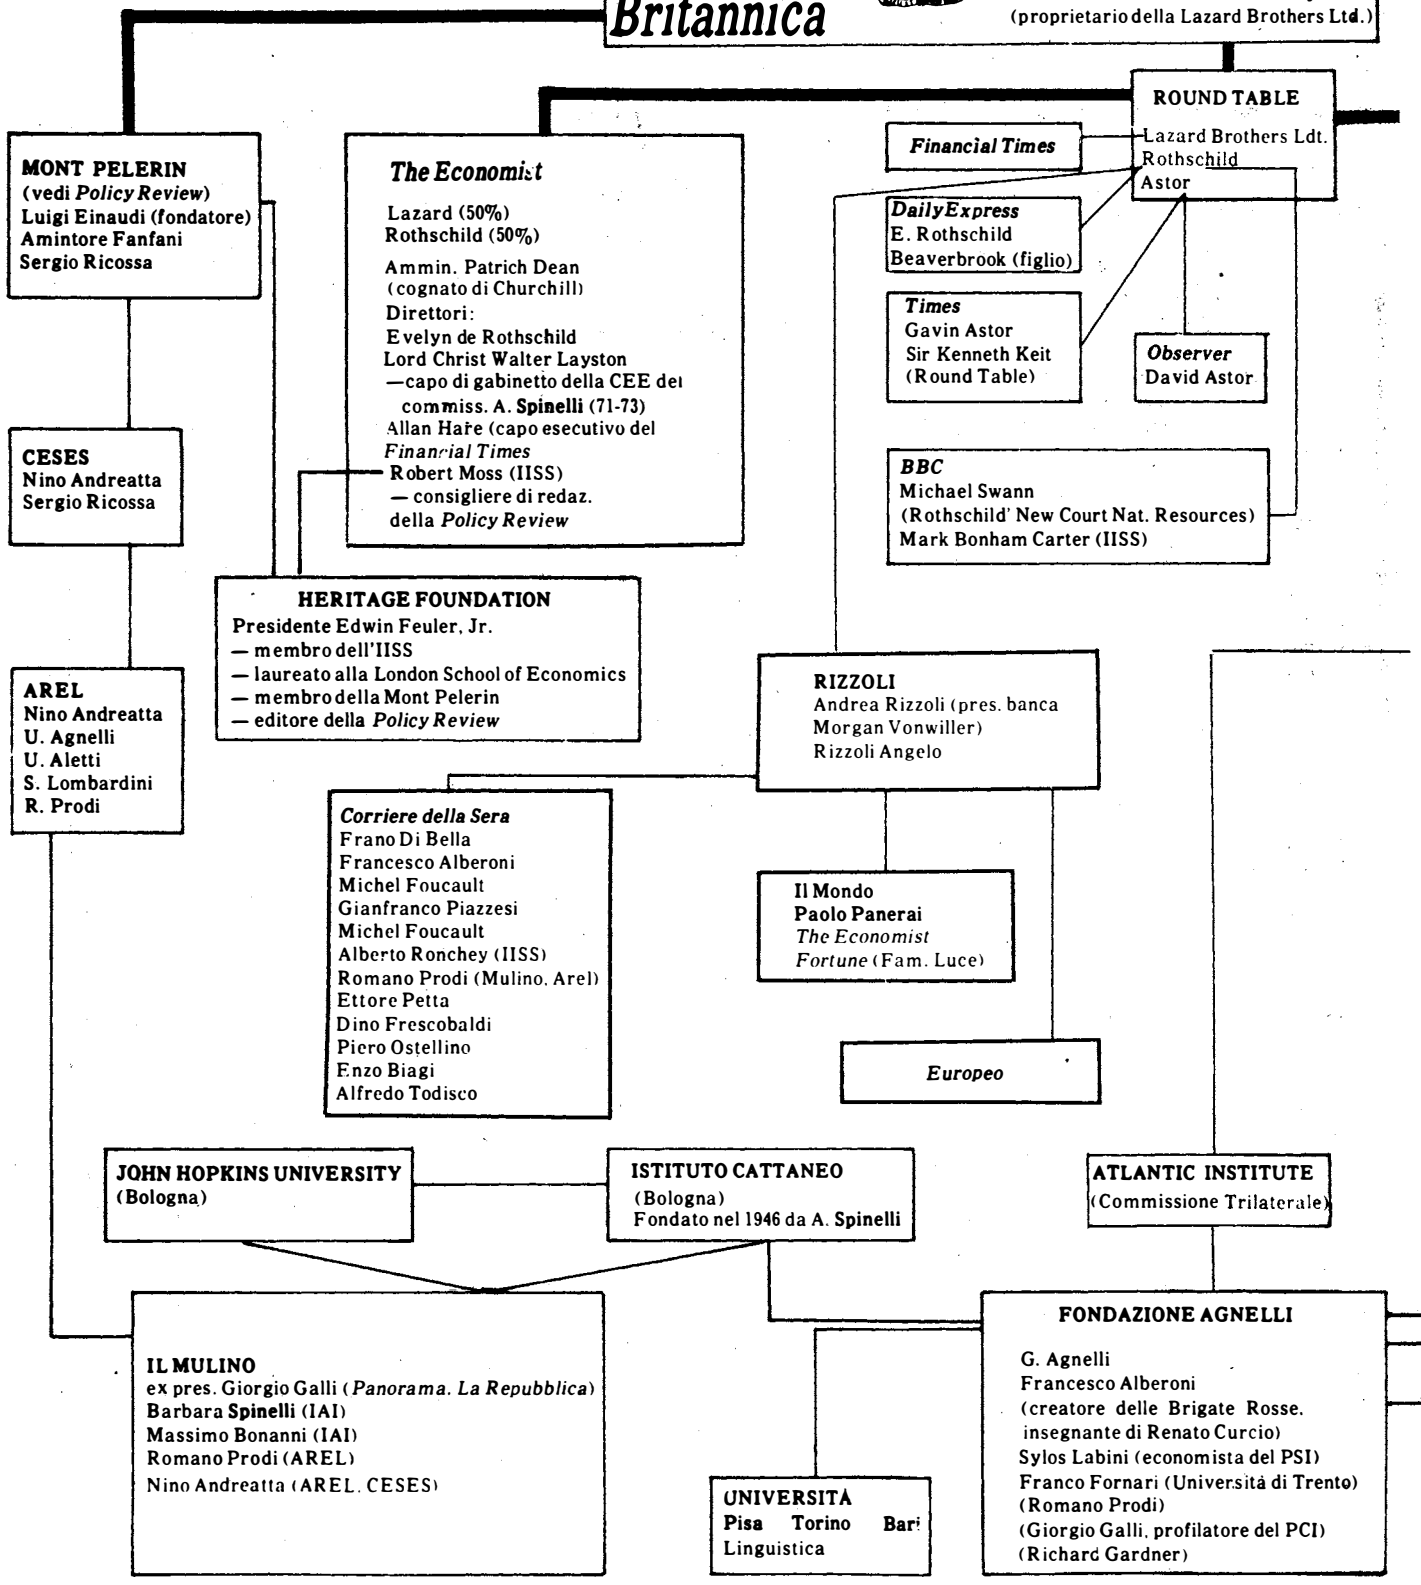 Britannica
(proprietario della Lazard Brothers Ltd.)
ROUND TABLE
Lazard Brothers Ldt.
Rothschild
Astor
MONT PELERIN
(vedi Policy Review)
Luigi Einaudi (fondatore)
Amintore Fanfani
Sergio Ricossa
The Economist
Lazard (50%)
Rothschild (50%)
Ammin. Patrich Dean
(cognato di Churchill)
Direttori:
Evelyn de Rothschild
Lord Christ Walter Layston
—capo di gabinetto della CEE del
commiss. A. Spinelli (71-73)
Allan Hare (capo esecutivo del
Financial Times
Robert Moss (IISS)
— consigliere di redaz.
della Policy Review
Financial Times
Daily Express
E. Rothschild
Beaverbrook (figlio)
Times
Gavin Astor
Sir Kenneth Keit
(Round Table)
Observer
David Astor
BBC
Michael Swann
(Rothschild' New Court Nat. Resources)
Mark Bonham Carter (IISS)
CESES
Nino Andreatta
Sergio Ricossa
HERITAGE FOUNDATION
Presidente Edwin Feuler, Jr.
— membro dell'IISS
— laureato alla London School of Economics
— membro della Mont Pelerin
— editore della Policy Review
AREL
Nino Andreatta
U. Agnelli
U. Aletti
S. Lombardini
R. Prodi
RIZZOLI
Andrea Rizzoli (pres. banca
Morgan Vonwiller)
Rizzoli Angelo
Corriere della Sera
Frano Di Bella
Francesco Alberoni
Michel Foucault
Gianfranco Piazzesi
Michel Foucault
Alberto Ronchey (IISS)
Romano Prodi (Mulino, Arel)
Ettore Petta
Dino Frescobaldi
Piero Ostellino
Enzo Biagi
Alfredo Todisco
Il Mondo
Paolo Panerai
The Economist
Fortune (Fam. Luce)
Europeo
JOHN HOPKINS UNIVERSITY
(Bologna)
ISTITUTO CATTANEO
(Bologna)
Fondato nel 1946 da A. Spinelli
ATLANTIC INSTITUTE
(Commissione Trilaterale)
IL MULINO
ex pres. Giorgio Galli (Panorama, La Repubblica)
Barbara Spinelli (IAI)
Massimo Bonanni (IAI)
Romano Prodi (AREL)
Nino Andreatta (AREL, CESES)
UNIVERSITÀ
Pisa Torino Bari
Linguistica
FONDAZIONE AGNELLI
G. Agnelli
Francesco Alberoni
(creatore delle Brigate Rosse,
insegnante di Renato Curcio)
Sylos Labini (economista del PSI)
Franco Fornari (Università di Trento)
(Romano Prodi)
(Giorgio Galli, profilatore del PCI)
(Richard Gardner)